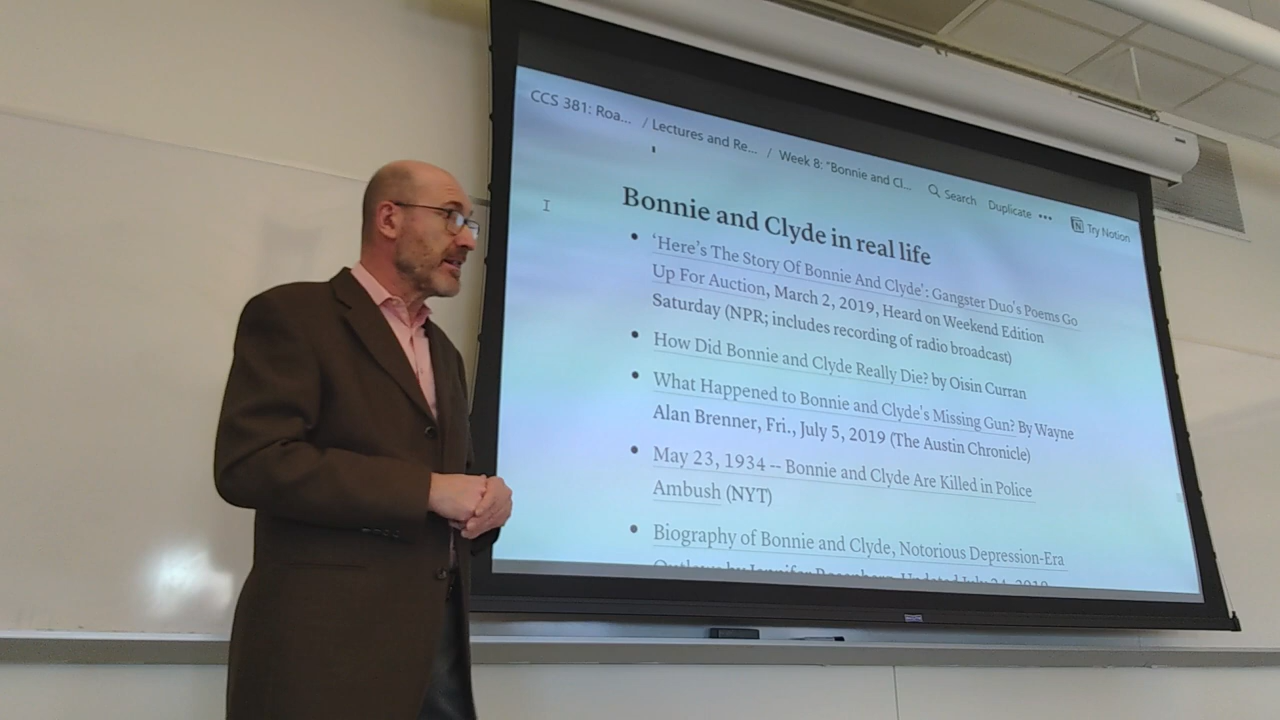 CCS 381: Roa... / Lectures and Re... / Week 8: "Bonnie and Cl... Search Duplicate ••• Try Notion
Bonnie and Clyde in real life
• ‘Here's The Story Of Bonnie And Clyde’: Gangster Duo's Poems Go
Up For Auction, March 2, 2019, Heard on Weekend Edition
Saturday (NPR; includes recording of radio broadcast)
• How Did Bonnie and Clyde Really Die? by Oisin Curran
• What Happened to Bonnie and Clyde's Missing Gun? By Wayne
Alan Brenner, Fri., July 5, 2019 (The Austin Chronicle)
• May 23, 1934 -- Bonnie and Clyde Are Killed in Police
Ambush (NYT)
• Biography of Bonnie and Clyde, Notorious Depression-Era